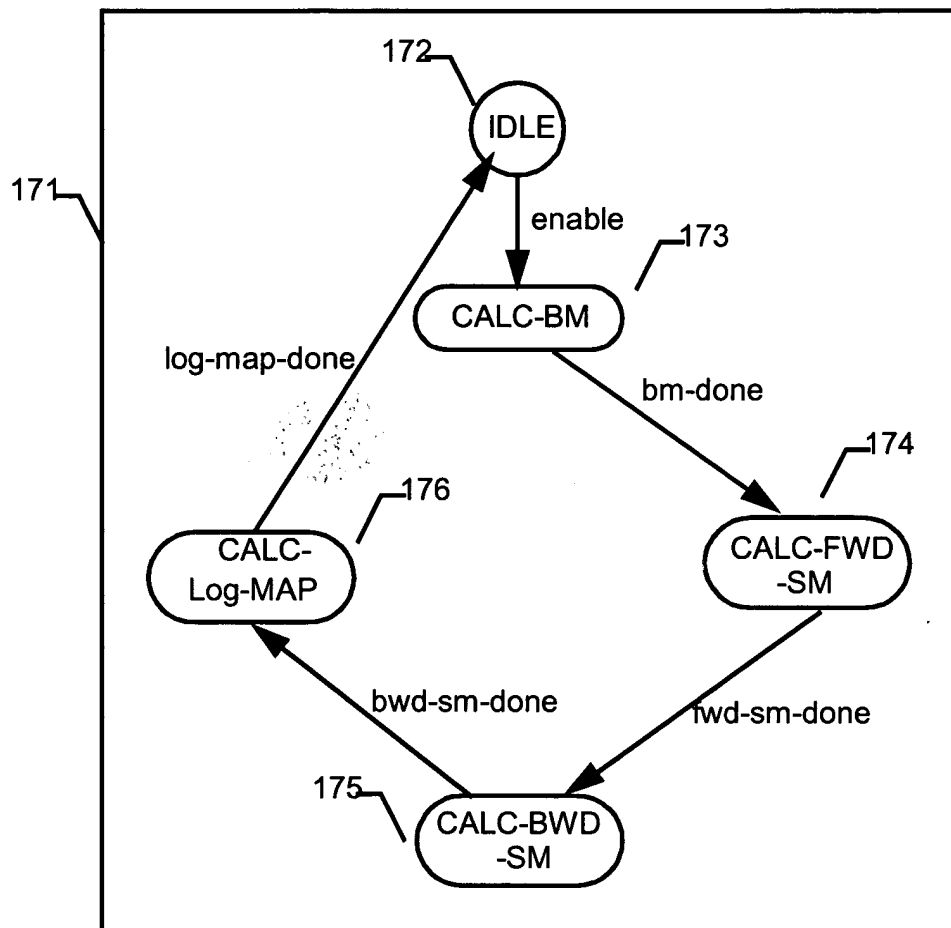 172
IDLE
171
enable
173
CALC-BM
log-map-done
bm-done
174
176
CALC-
Log-MAP
CALC-FWD
-SM
bwd-sm-done
fwd-sm-done
175
CALC-BWD
-SM